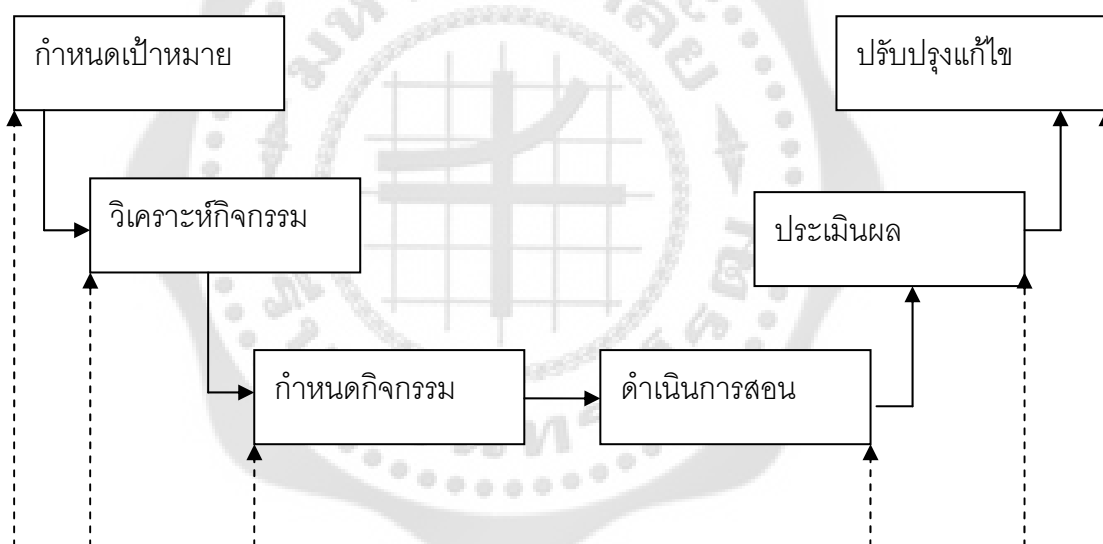 กำหนดเป้าหมาย
ปรับปรุงแก้ไข
วิเคราะห์กิจกรรม
ประเมินผล
กำหนดกิจกรรม
ดำเนินการสอน